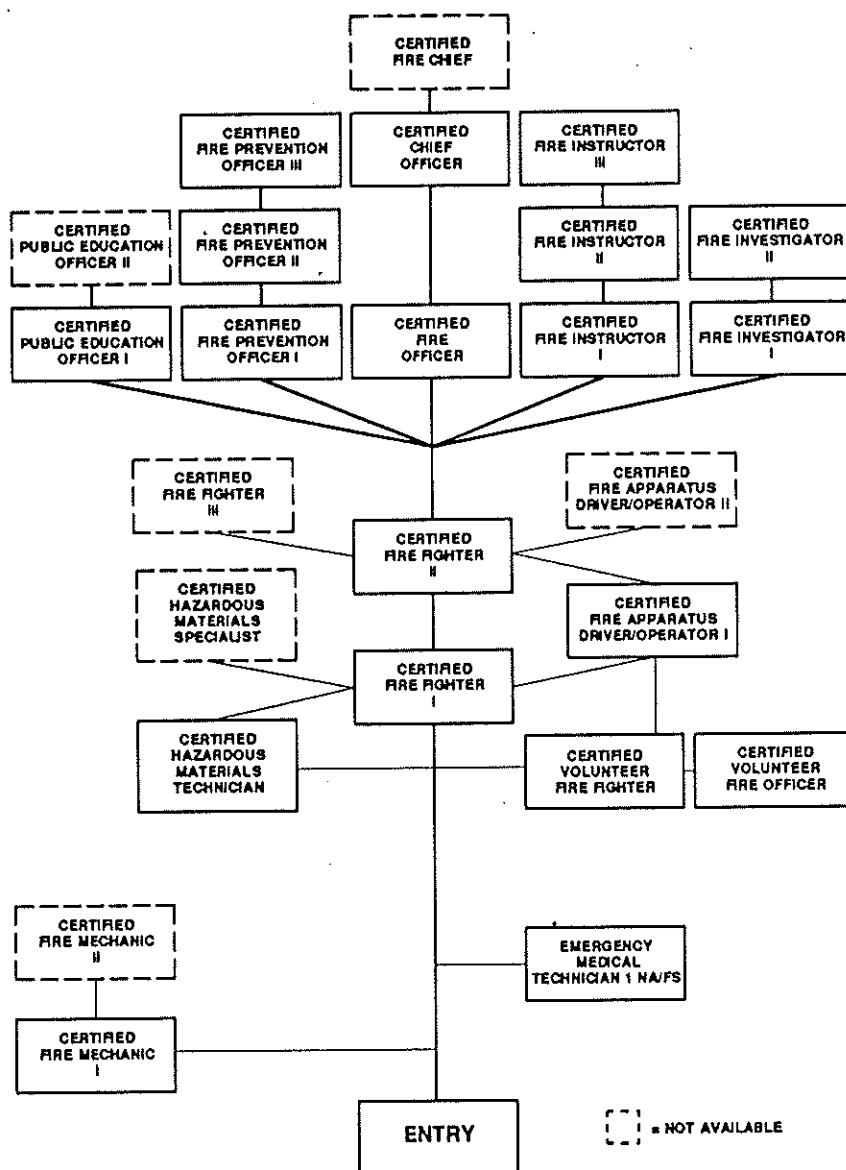 CERTIFIED
FIRE CHIEF
CERTIFIED
FIRE PREVENTION
OFFICER III
CERTIFIED
CHIEF
OFFICER
CERTIFIED
FIRE INSTRUCTOR
III
CERTIFIED
PUBLIC EDUCATION
OFFICER II
CERTIFIED
FIRE PREVENTION
OFFICER II
CERTIFIED
FIRE INSTRUCTOR
II
CERTIFIED
FIRE INVESTIGATOR
II
CERTIFIED
PUBLIC EDUCATION
OFFICER I
CERTIFIED
FIRE PREVENTION
OFFICER I
CERTIFIED
FIRE
OFFICER
CERTIFIED
FIRE INSTRUCTOR
I
CERTIFIED
FIRE INVESTIGATOR
I
CERTIFIED
FIRE FIGHTER
III
CERTIFIED
FIRE APPARATUS
DRIVER/OPERATOR II
CERTIFIED
FIRE FIGHTER
II
CERTIFIED
HAZARDOUS
MATERIALS
SPECIALIST
CERTIFIED
FIRE APPARATUS
DRIVER/OPERATOR I
CERTIFIED
FIRE FIGHTER
I
CERTIFIED
HAZARDOUS
MATERIALS
TECHNICIAN
CERTIFIED
VOLUNTEER
FIRE FIGHTER
CERTIFIED
VOLUNTEER
FIRE OFFICER
CERTIFIED
FIRE MECHANIC
II
EMERGENCY
MEDICAL
TECHNICIAN 1 NA/FS
CERTIFIED
FIRE MECHANIC
I
ENTRY
= NOT AVAILABLE